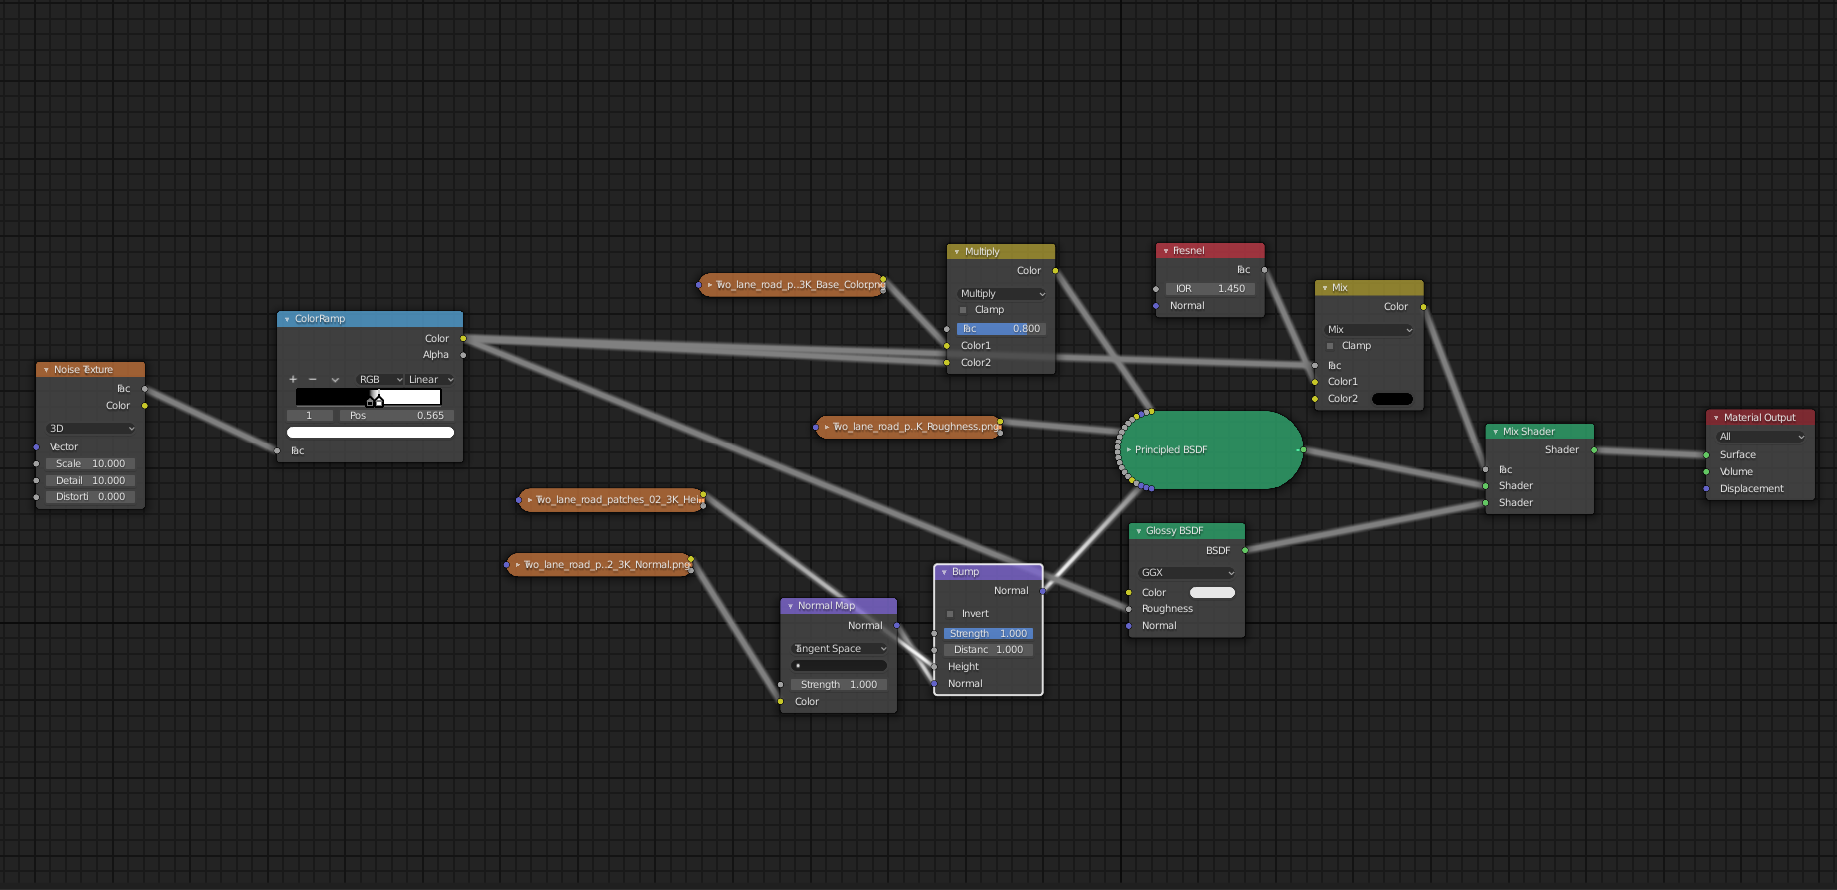 Noise Texture
Fac
Color
3D
Vector
Scale 10.000
Detail 10.000
Distorti 0.000
ColorRamp
Color
Alpha
RGB Linear
1 Pos 0.565
Fac
Two_lane_road_p..3K_Base_Color.png
Two_lane_road_p..K_Roughness.png
Two_lane_road_patches_02_3K_Hei
Two_lane_road_p..2_3K_Normal.png
Normal Map
Normal
Tangent Space
Strength 1.000
Color
Multiply
Color
Multiply
Clamp
Fac 0.800
Color1
Color2
Bump
Normal
Invert
Strength 1.000
Distanc 1.000
Height
Normal
Fresnel
Fac
IOR 1.450
Normal
Principled BSDF
Glossy BSDF
BSDF
GGX
Color
Roughness
Normal
Mix
Color
Mix
Clamp
Fac
Color1
Color2
Mix Shader
Shader
Fac
Shader
Shader
Material Output
All
Surface
Volume
Displacement